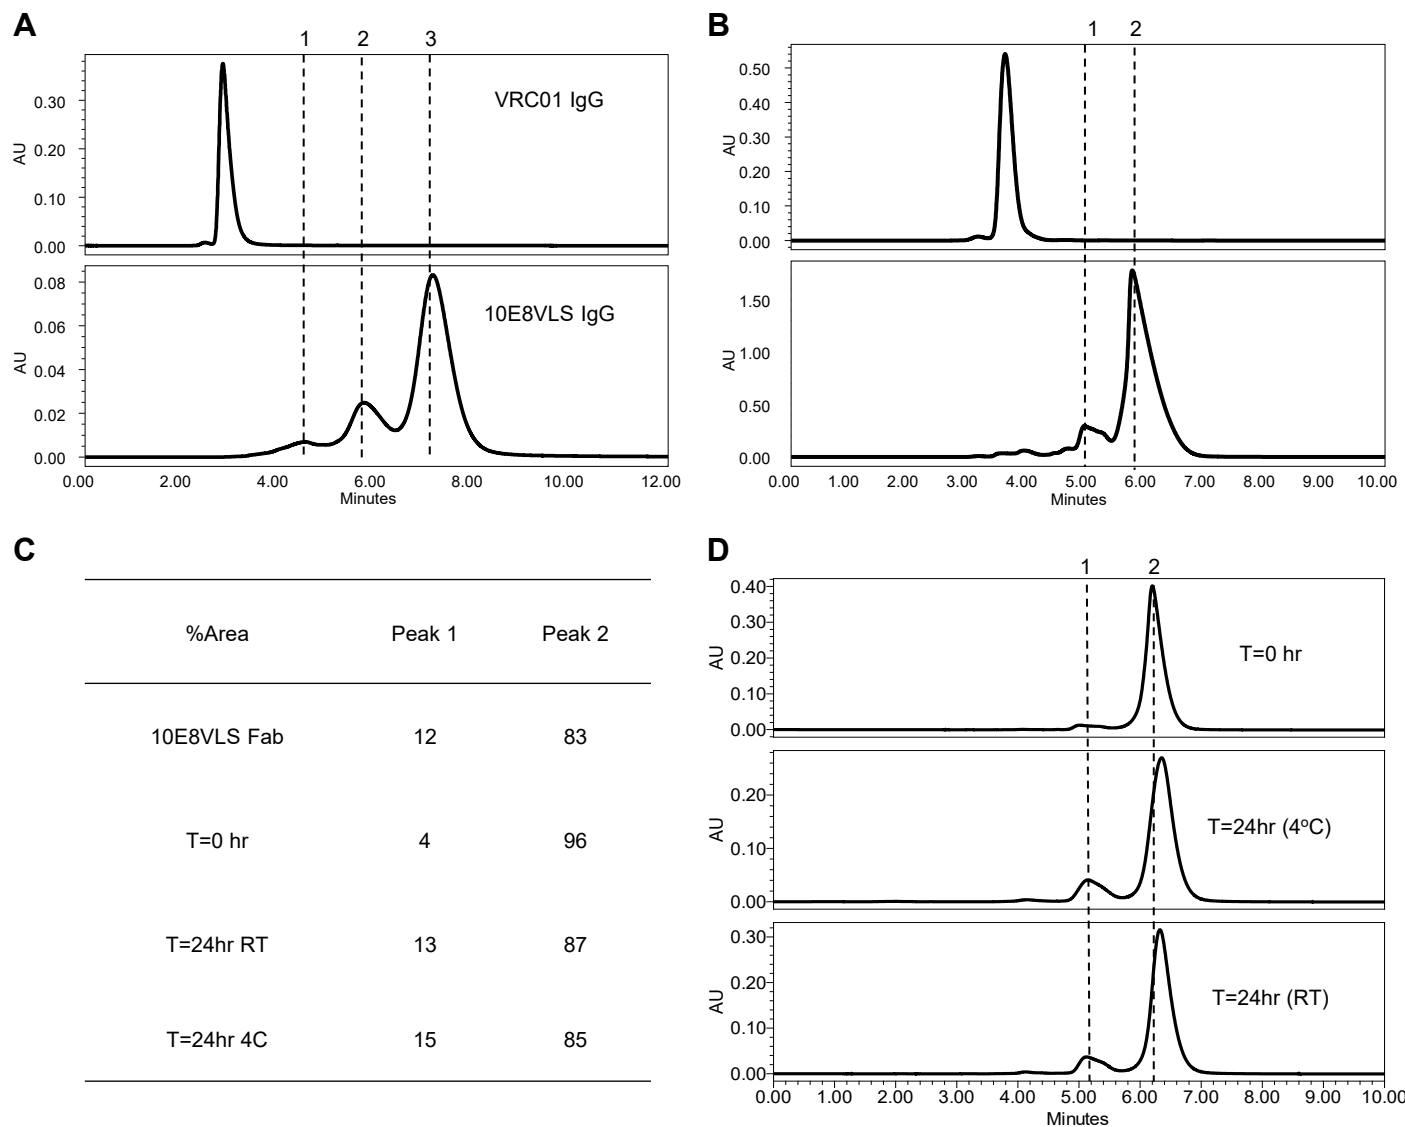 A
1 2 3
0.30
0.20
0.10
0.00
AU
VRC01 IgG
0.08
0.06
0.04
0.02
0.00
AU
10E8VLS IgG
0.00 2.00 4.00 6.00 8.00 10.00 12.00
Minutes
B
1 2
0.50
0.40
0.30
0.20
0.10
0.00
AU
1.50
1.00
0.50
0.00
AU
0.00 1.00 2.00 3.00 4.00 5.00 6.00 7.00 8.00 9.00 10.00
Minutes
C
%Area Peak 1 Peak 2
10E8VLS Fab 12 83
T=0 hr 4 96
T=24hr RT 13 87
T=24hr 4C 15 85
D
1 2
0.40
0.30
0.20
0.10
0.00
AU
T=0 hr
0.20
0.10
0.00
AU
T=24hr (4°C)
0.30
0.20
0.10
0.00
AU
T=24hr (RT)
0.00 1.00 2.00 3.00 4.00 5.00 6.00 7.00 8.00 9.00 10.00
Minutes